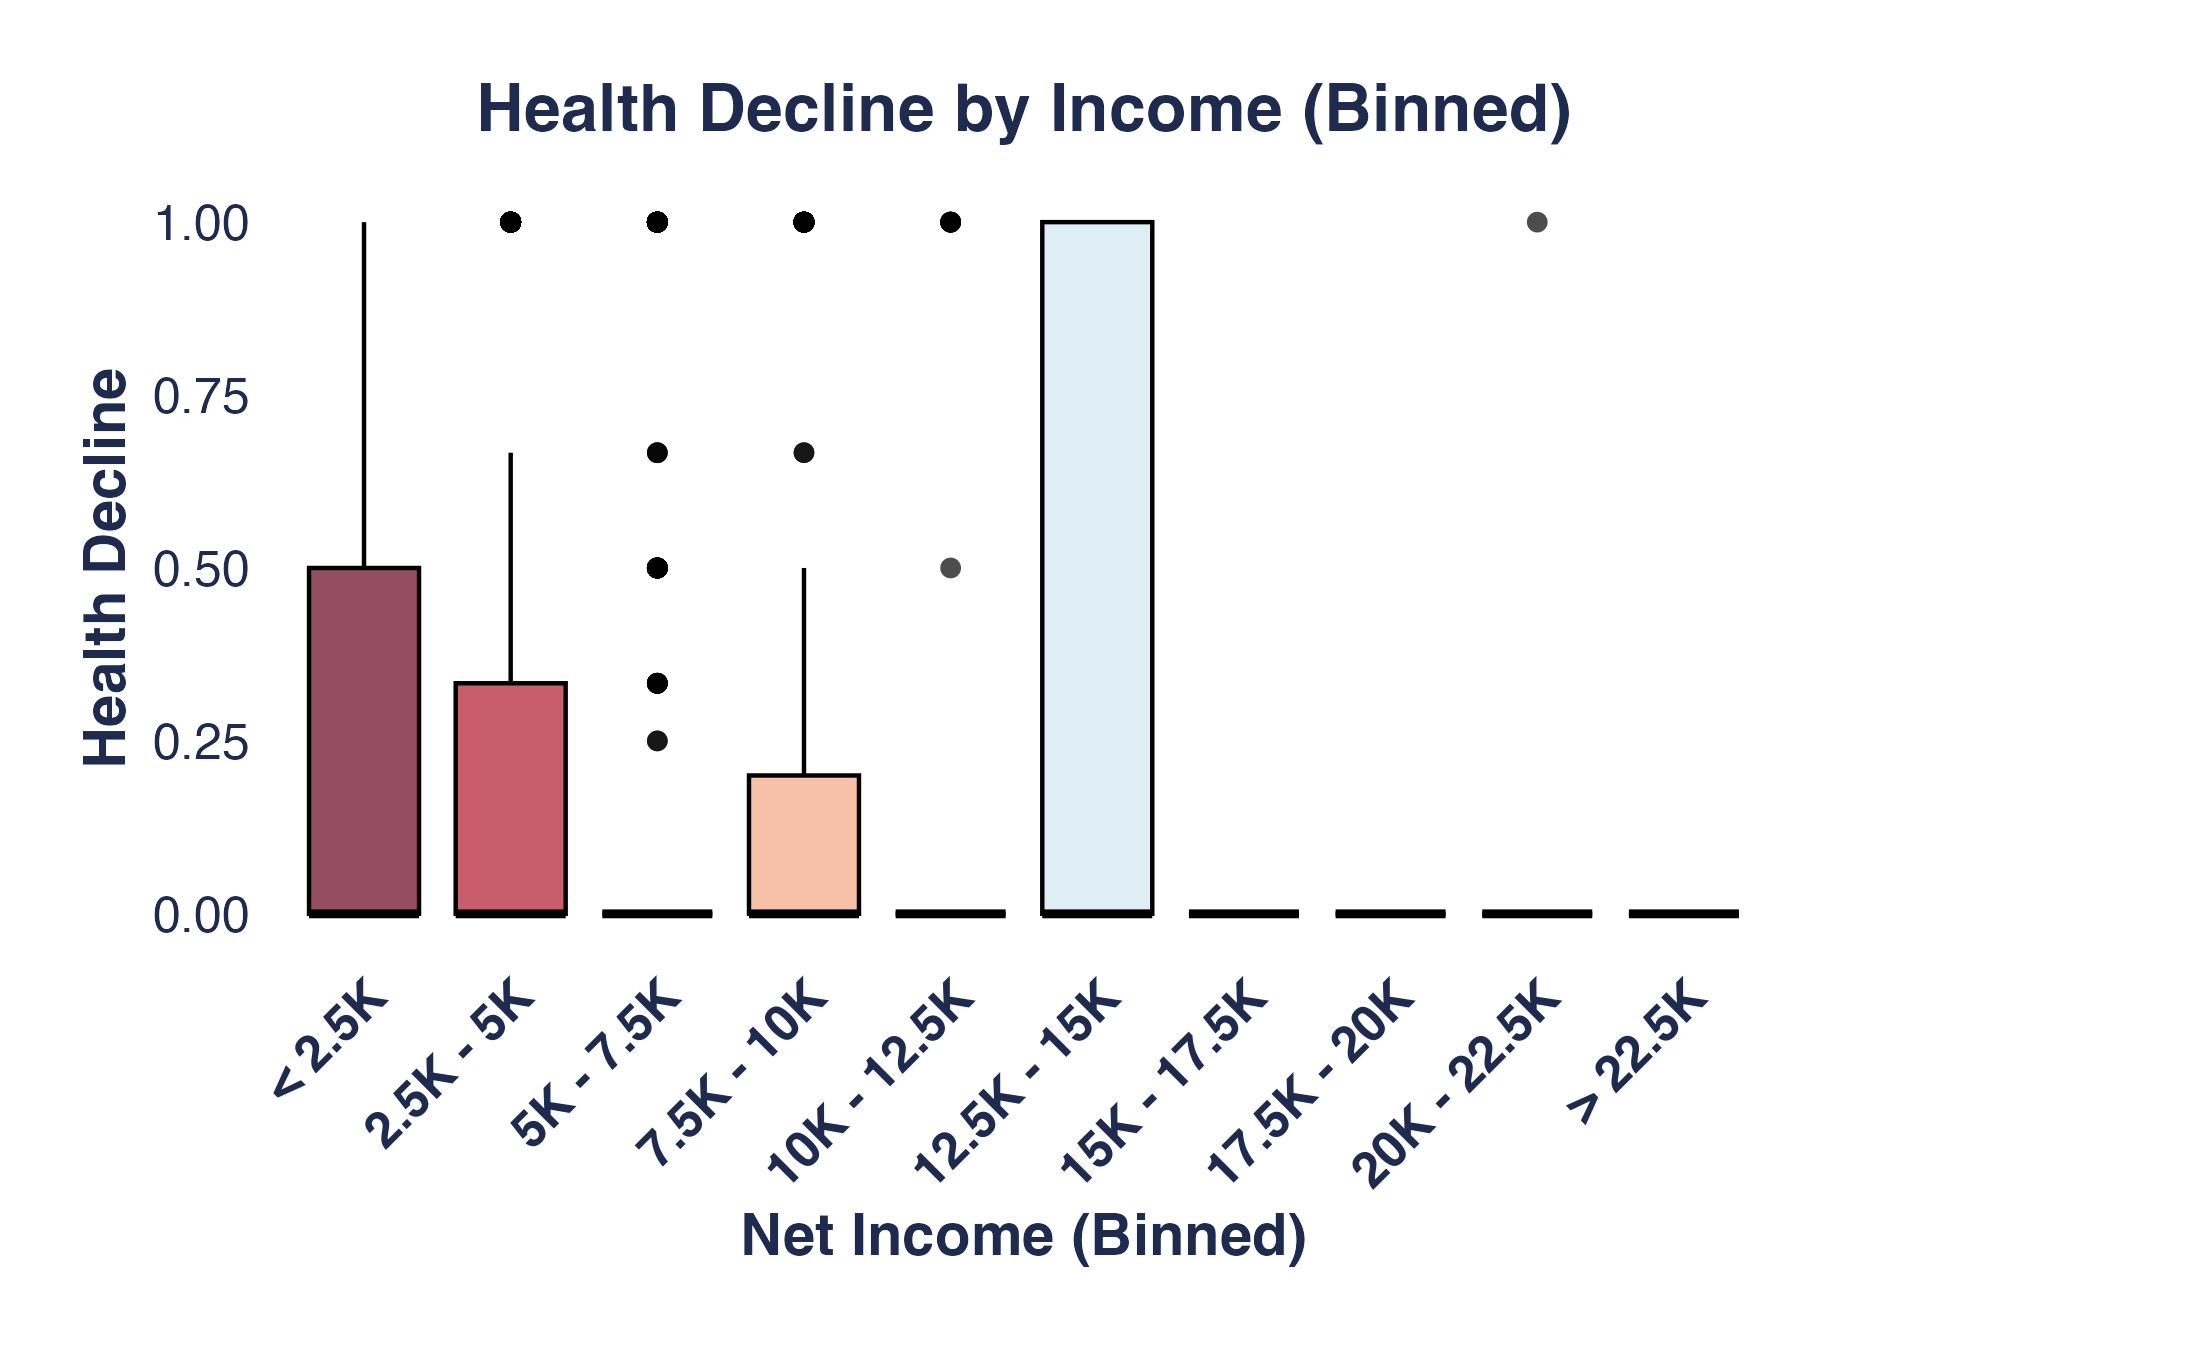 Health Decline by Income (Binned)
Health Decline
1.00
0.75
0.50
0.25
0.00
< 2.5K
2.5K - 5K
5K - 7.5K
7.5K - 10K
10K - 12.5K
12.5K - 15K
15K - 17.5K
17.5K - 20K
20K - 22.5K
> 22.5K
Net Income (Binned)